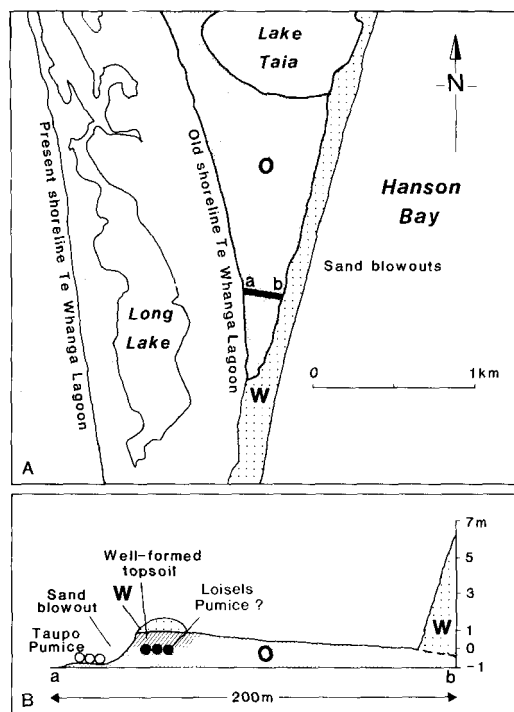 Lake
Taia
N
Present shoreline Te Whanga Lagoon
Old shoreline Te Whanga Lagoon
O
Hanson
Bay
Sand blowouts
a b
Long
Lake
0 1km
W
A
Well-formed
topsoil
W
Loisels
Pumice ?
Sand
blowout
Taupo
Pumice
W
O
7m
5
3
1
0
-1
a b
200m
B